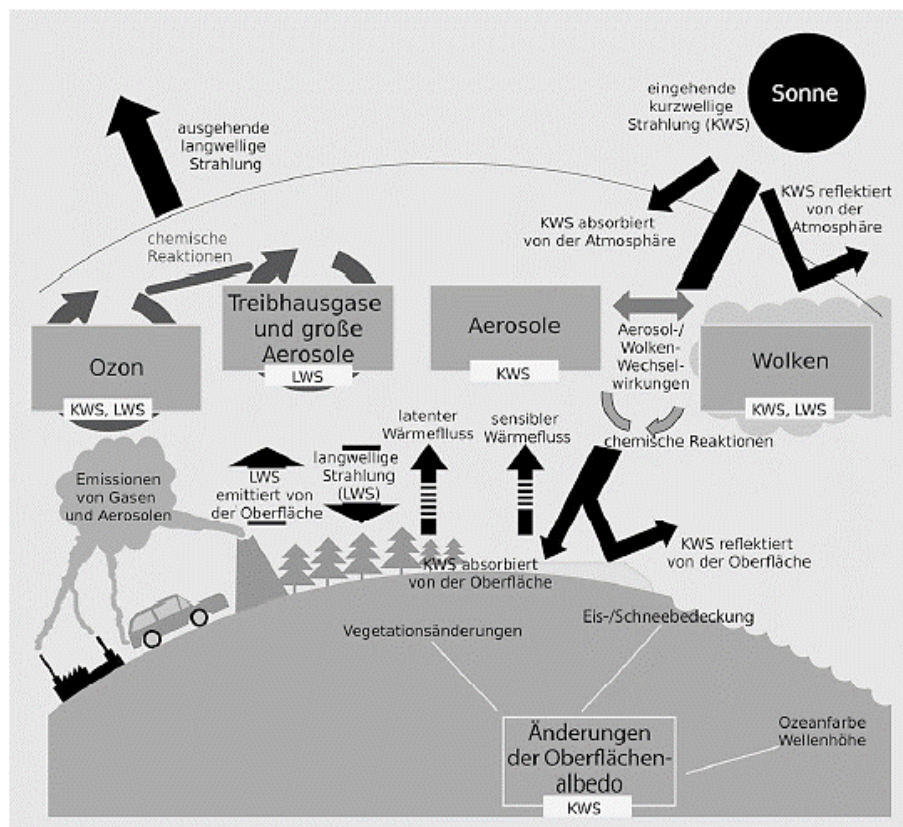 Sonne
eingehende
kurzwellige
Strahlung (KWS)
ausgehende
langwellige
Strahlung
KWS reflektiert
von der
Atmosphäre
KWS absorbiert
von der Atmosphäre
chemische
Reaktionen
Treibhausgase
und große
Aerosole
LWS
Aerosole
KWS
Aerosol-/
Wolken-
Wechsel-
wirkungen
Wolken
KWS, LWS
Ozon
KWS, LWS
latenter
Wärmeflluss
sensibler
Wärmefluss
chemische Reaktionen
Emissionen
von Gasen
und Aerosolen
LWS
emittiert von
der Oberfläche
langwellige
Strahlung
(LWS)
KWS absorbiert
von der Oberfläche
KWS reflektiert
von der Oberfläche
Vegetationsänderungen
Eis-/Schneebedeckung
Änderungen
der Oberflächen-
albedo
KWS
Ozeanfarbe
Wellenhöhe